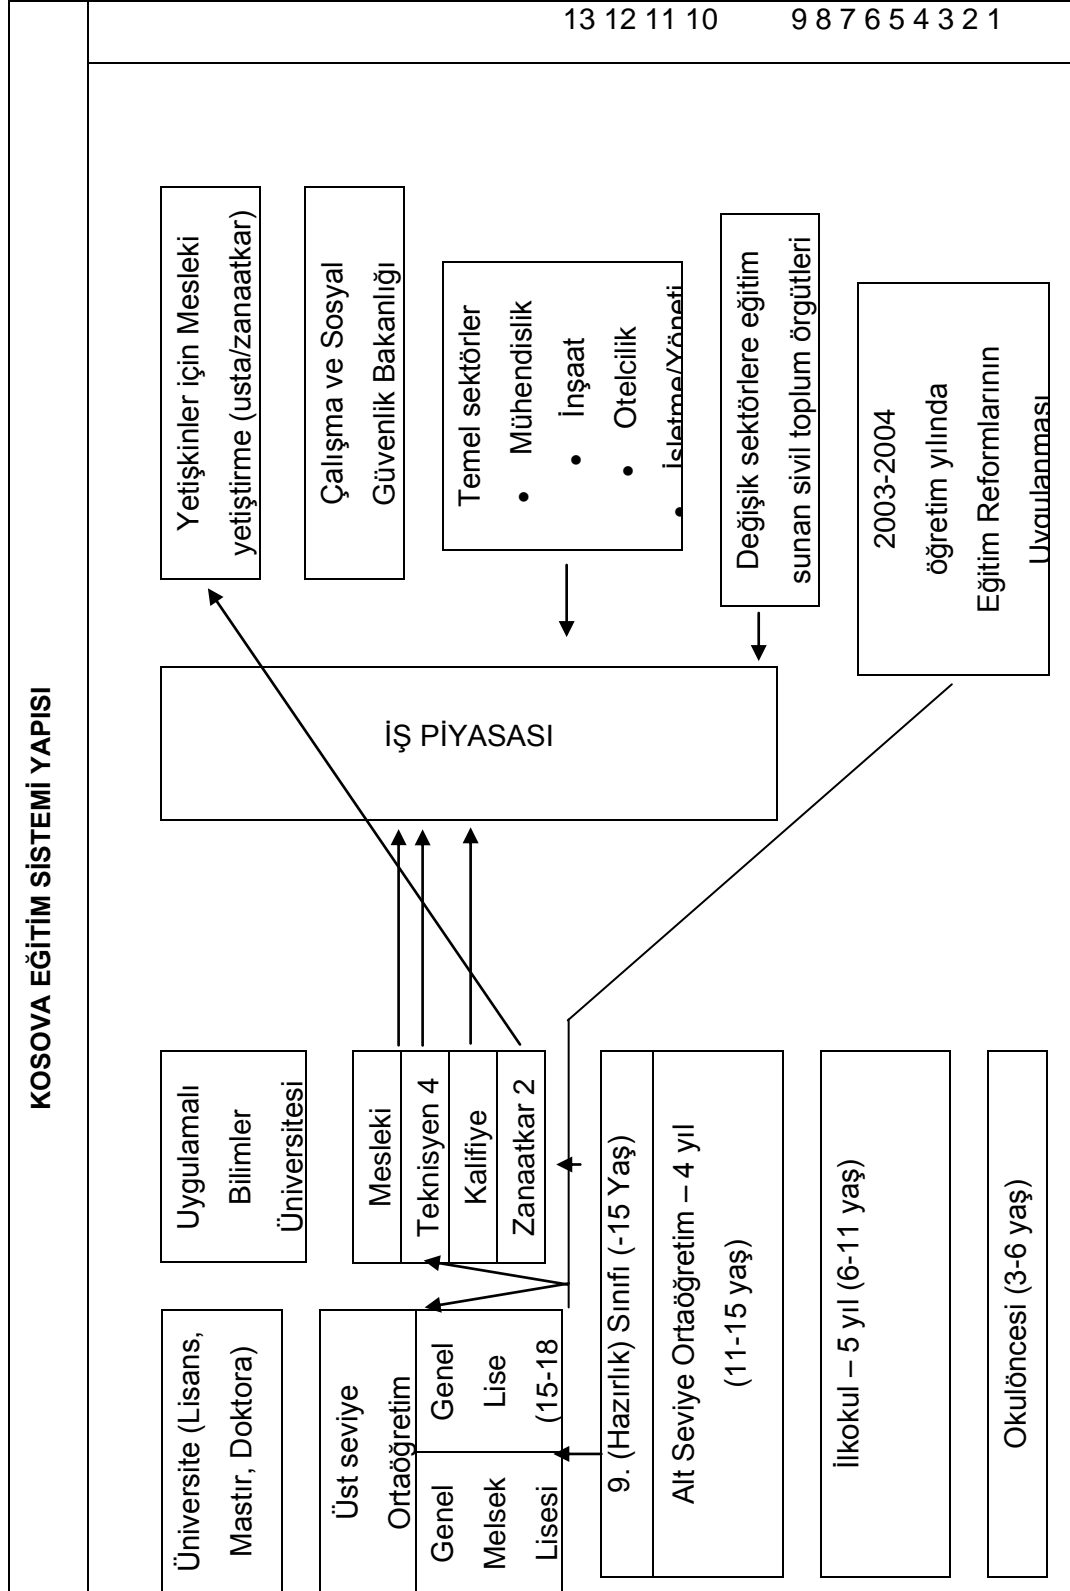 KOSOVA EĞİTİM SİSTEMİ YAPISI
13 12 11 10 9 8 7 6 5 4 3 2 1
Yetişkinler için Mesleki
yetiştirme (usta/zanaatkar)
Çalışma ve Sosyal
Güvenlik Bakanlığı
Temel sektörler
• Mühendislik
• İnşaat
• Otelcilik
• İşletme/Yöneti
Değişik sektörlere eğitim
sunan sivil toplum örgütleri
2003-2004
öğretim yılında
Eğitim Reformlarının
Uygulanması
İŞ PİYASASI
Uygulamalı
Bilimler
Üniversitesi
Mesleki
Teknisyen 4
Kalifiye
Zanaatkar 2
9. (Hazırlık) Sınıfı (-15 Yaş)
Alt Seviye Ortaöğretim – 4 yıl
(11-15 yaş)
İlkokul – 5 yıl (6-11 yaş)
Okulöncesi (3-6 yaş)
Üniversite (Lisans,
Mastır, Doktora)
Üst seviye
Ortaöğretim
Genel
Lise
(15-18
Genel
Melsek
Lisesi